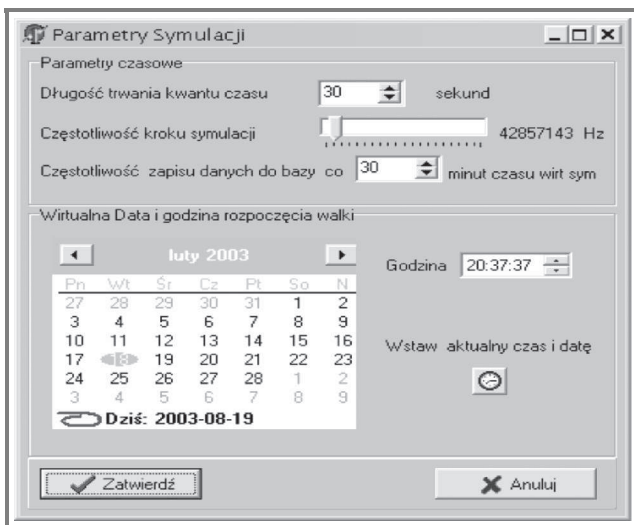 Parametry Symulacji
Parametry czasowe
Długość trwania kwantu czasu 30 sekund
Częstotliwość kroku symulacji 42857143 Hz
Częstotliwość zapisu danych do bazy co 30 minut czasu wirt sym
Wirtualna Data i godzina rozpoczęcia walki
luty 2003
Pn Wt Śr Cz Pt So N
27 28 29 30 31 1 2
3 4 5 6 7 8 9
10 11 12 13 14 15 16
17 18 19 20 21 22 23
24 25 26 27 28 1 2
3 4 5 6 7 8 9
Dziś: 2003-08-19
Godzina 20:37:37
Wstaw aktualny czas i datę
Zatwierdź
Anuluj